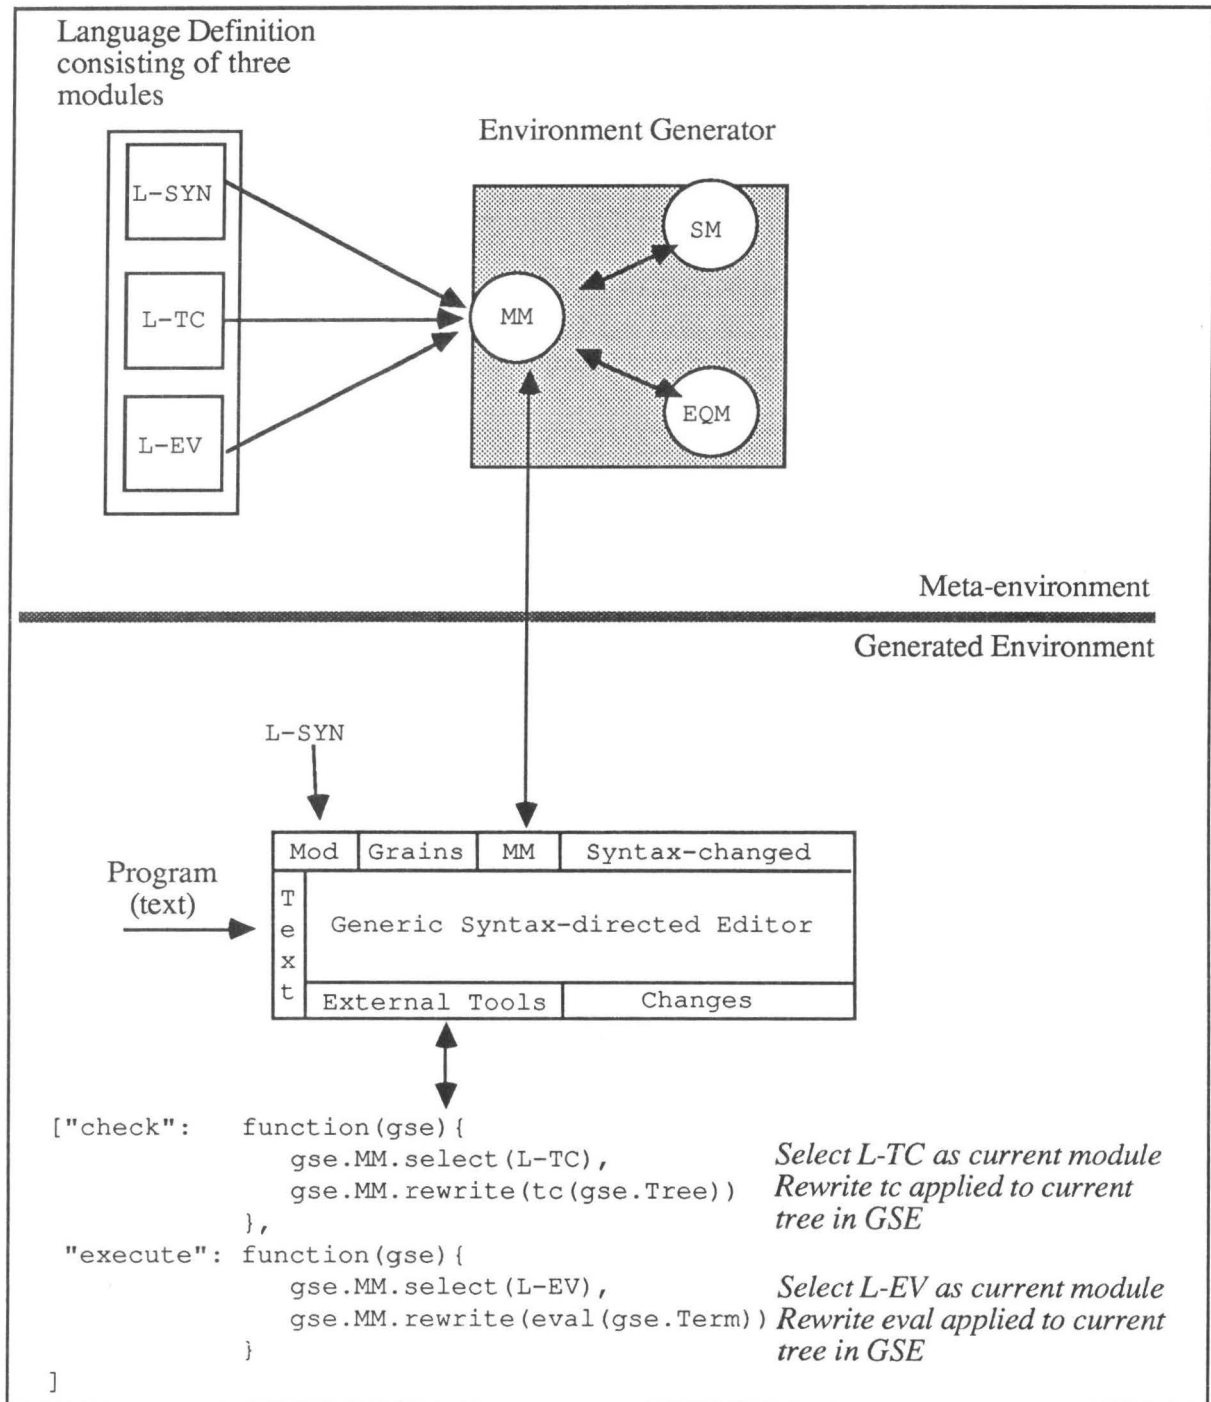 Language Definition
consisting of three
modules
Environment Generator
L-SYN
SM
MM
L-TC
EQM
L-EV
Meta-environment
Generated Environment
L-SYN
Mod Grains MM Syntax-changed
Program
(text)
Text
Generic Syntax-directed Editor
External Tools Changes
["check": function(gse){
gse.MM.select(L-TC), Select L-TC as current module
gse.MM.rewrite(tc(gse.Tree)) Rewrite tc applied to current
}, tree in GSE
"execute": function(gse){
gse.MM.select(L-EV), Select L-EV as current module
gse.MM.rewrite(eval(gse.Term)) Rewrite eval applied to current
} tree in GSE
]